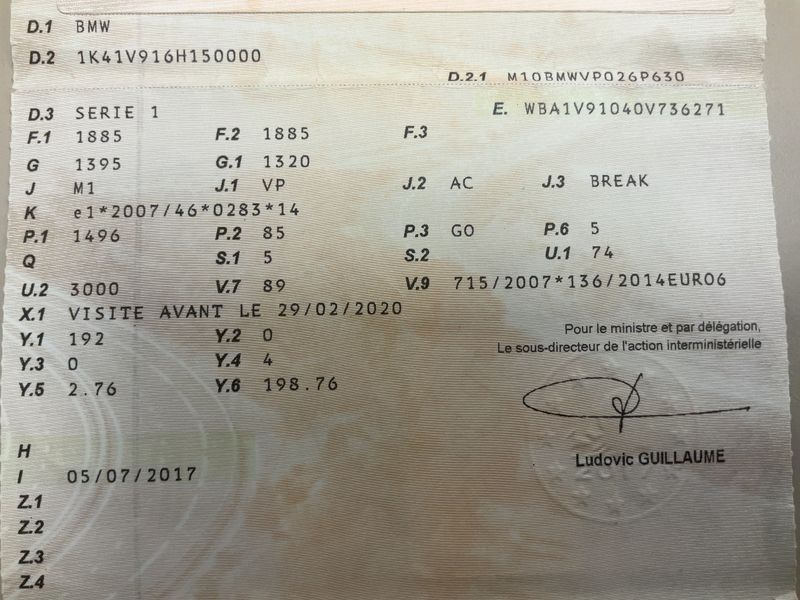 D.1 BMW
D.2 1K41V916H150000
D.2.1 M10BMWVP026P630
D.3 SERIE 1 E. WBA1V91040V736271
F.1 1885 F.2 1885 F.3
G 1395 G.1 1320
J M1 J.1 VP J.2 AC J.3 BREAK
K e1*2007/46*0283*14
P.1 1496 P.2 85 P.3 GO P.6 5
Q S.1 5 S.2 U.1 74
U.2 3000 V.7 89 V.9 715/2007*136/2014EURO6
X.1 VISITE AVANT LE 29/02/2020
Y.1 192 Y.2 0
Y.3 0 Y.4 4
Y.5 2.76 Y.6 198.76
Pour le ministre et par délégation,
Le sous-directeur de l'action interministérielle
Ludovic GUILLAUME
H
I 05/07/2017
Z.1
Z.2
Z.3
Z.4